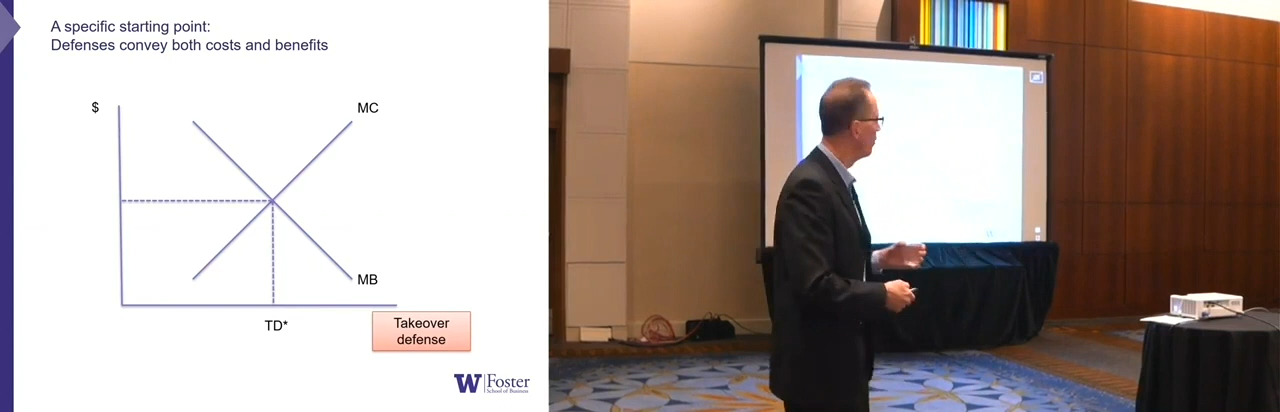 A specific starting point:
Defenses convey both costs and benefits
$
MC
MB
TD*
Takeover
defense
W Foster
School of Business